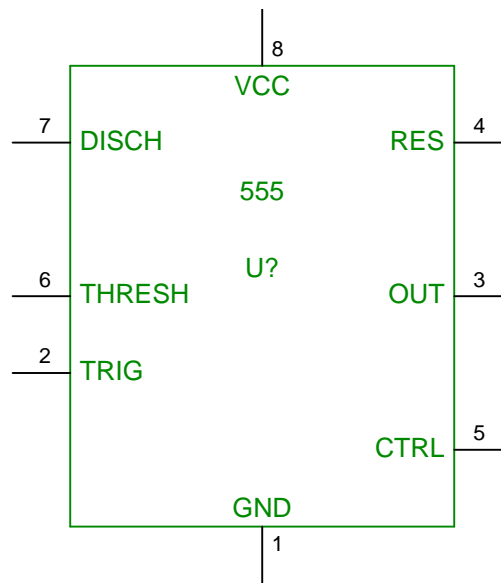 8
VCC
7 DISCH RES 4
555
U?
6 THRESH OUT 3
2 TRIG
CTRL 5
GND
1